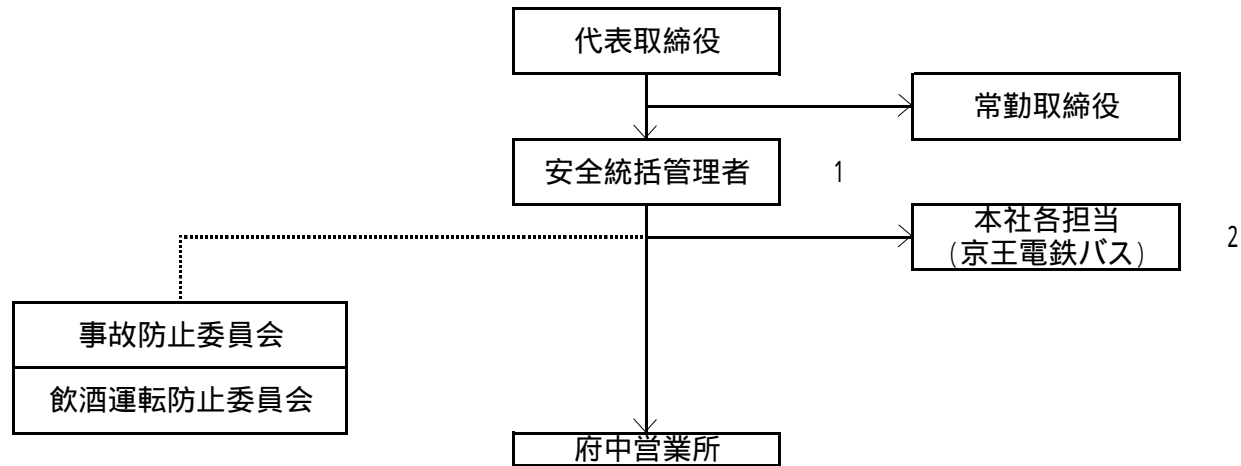 代表取締役
常勤取締役
安全統括管理者
1
本社各担当
(京王電鉄バス)
2
事故防止委員会
飲酒運転防止委員会
府中営業所